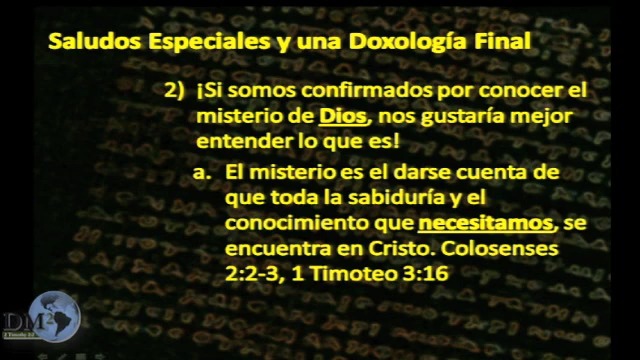 Saludos Especiales y una Doxología Final
2) ¡Si somos confirmados por conocer el
misterio de Dios, nos gustaría mejor
entender lo que es!
a. El misterio es el darse cuenta de
que toda la sabiduría y el
conocimiento que necesitamos, se
encuentra en Cristo. Colosenses
2:2-3, 1 Timoteo 3:16
DM2